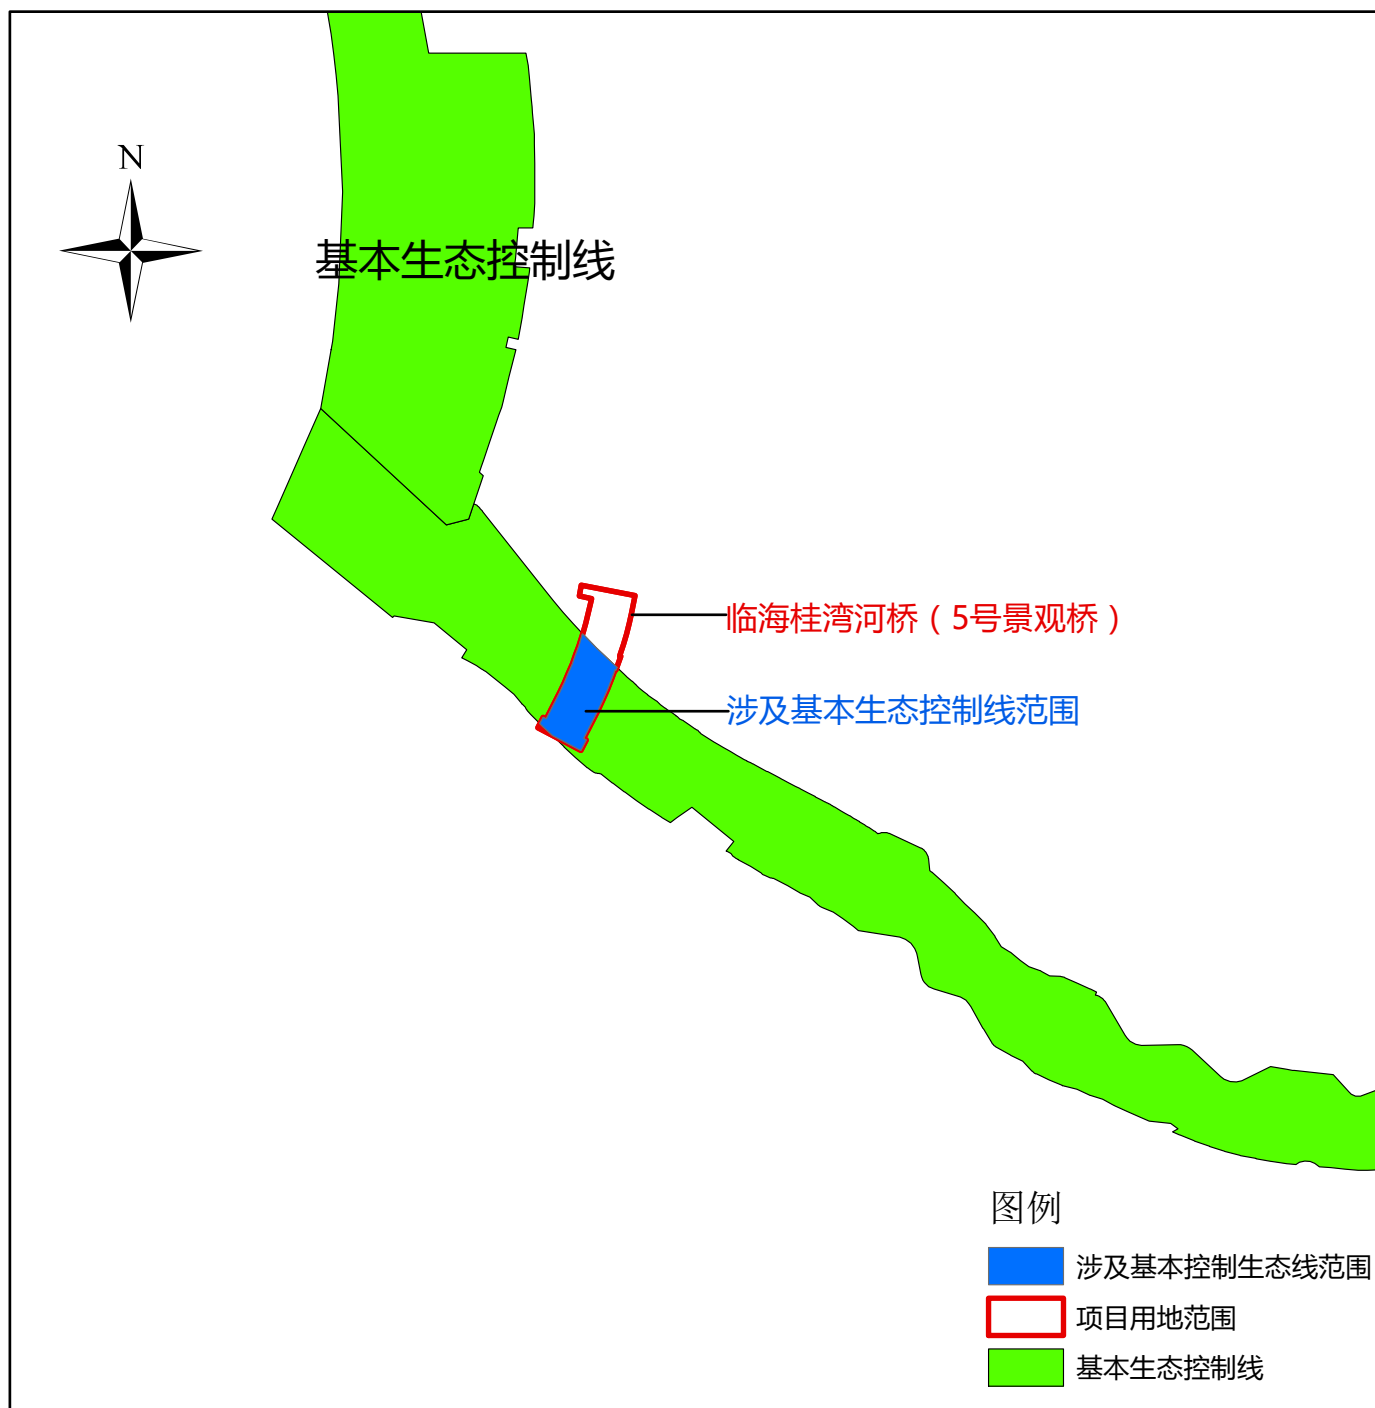 N
基本生态控制线
临海桂湾河桥（5号景观桥）
涉及基本生态控制线范围
图例
涉及基本控制生态线范围
项目用地范围
基本生态控制线